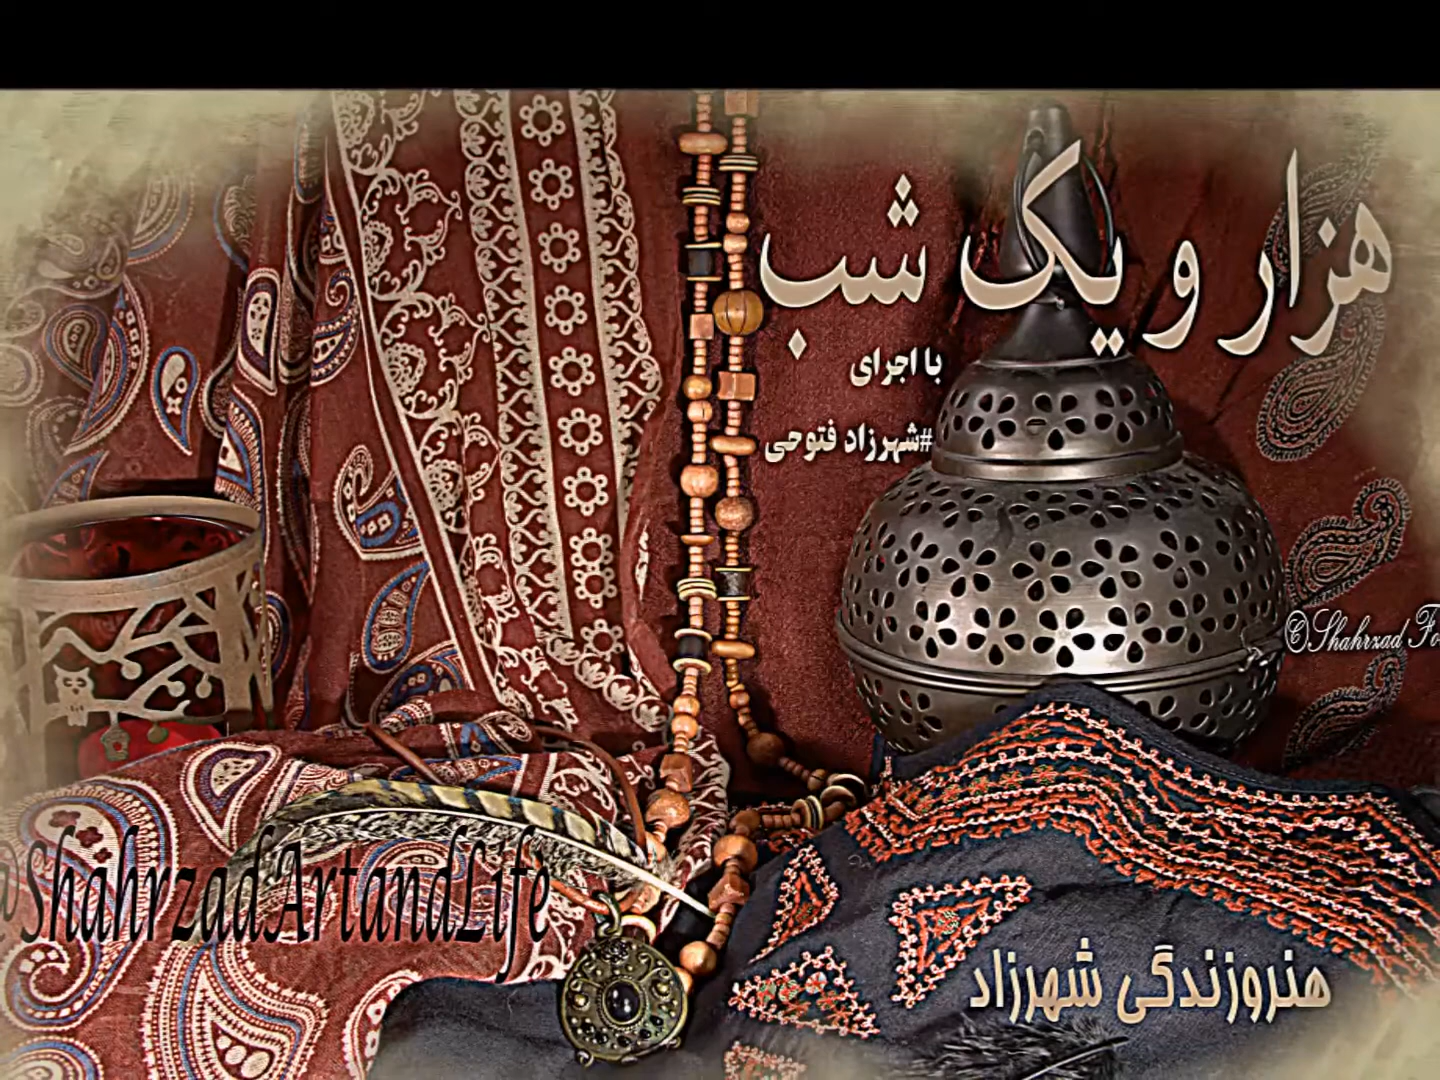 هزار و یک شب
با اجرای
#شهرزاد فتوحی
©Shahrzad Fo
@ShahrzadArtandLife
هنروزندگی شهرزاد